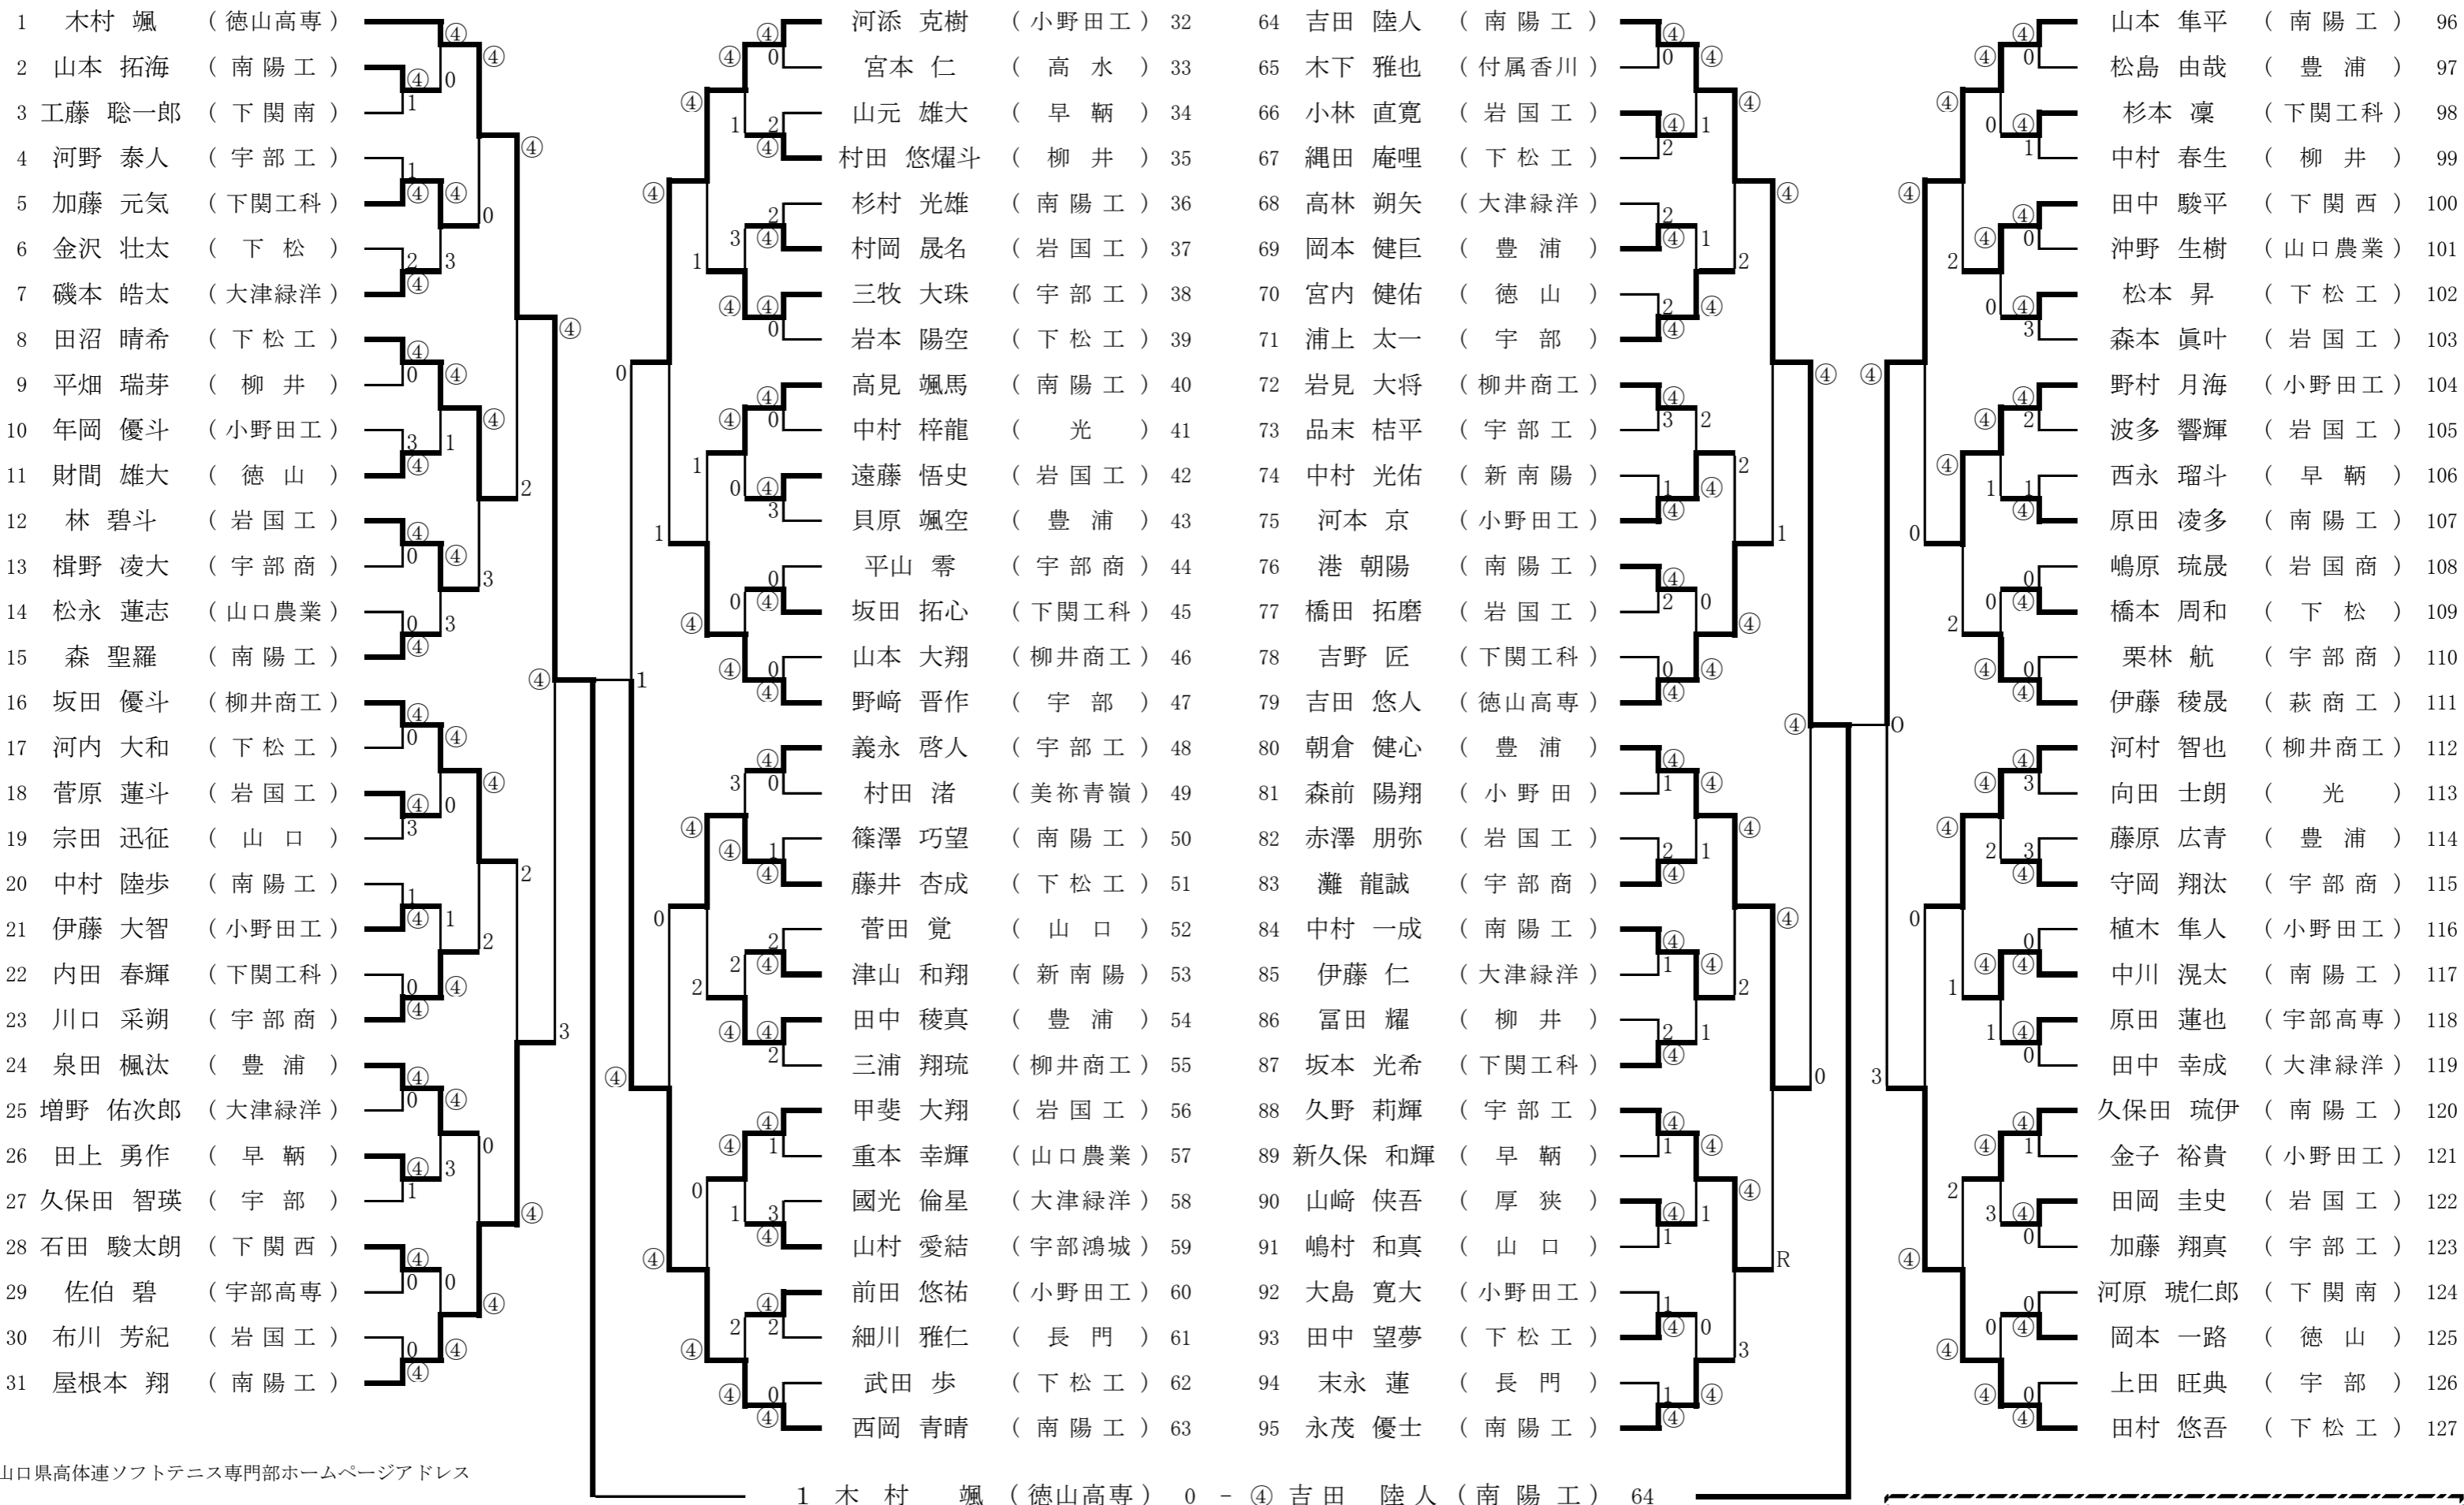 1 木村 颯 (徳山高専)
2 山本 拓海 (南陽工)
3 工藤 聡一郎 (下関南)
4 河野 泰人 (宇部工)
5 加藤 元気 (下関工科)
6 金沢 壮太 (下松)
7 磯本 皓太 (大津緑洋)
8 田沼 晴希 (下松工)
9 平畑 瑞芽 (柳井)
10 年岡 優斗 (小野田工)
11 財間 雄大 (徳山)
12 林 碧斗 (岩国工)
13 楫野 凌大 (宇部商)
14 松永 蓮志 (山口農業)
15 森 聖羅 (南陽工)
16 坂田 優斗 (柳井商工)
17 河内 大和 (下松工)
18 菅原 蓮斗 (岩国工)
19 宗田 迅征 (山口)
20 中村 陸歩 (南陽工)
21 伊藤 大智 (小野田工)
22 内田 春輝 (下関工科)
23 川口 采朔 (宇部商)
24 泉田 楓汰 (豊浦)
25 増野 佑次郎 (大津緑洋)
26 田上 勇作 (早鞆)
27 久保田 智瑛 (宇部)
28 石田 駿太朗 (下関西)
29 佐伯 碧 (宇部高専)
30 布川 芳紀 (岩国工)
31 屋根本 翔 (南陽工)
河添 克樹 (小野田工) 32
宮本 仁 (高水) 33
山元 雄大 (早鞆) 34
村田 悠燿斗 (柳井) 35
杉村 光雄 (南陽工) 36
村岡 晟名 (岩国工) 37
三牧 大珠 (宇部工) 38
岩本 陽空 (下松工) 39
高見 颯馬 (南陽工) 40
中村 梓龍 (光) 41
遠藤 悟史 (岩国工) 42
貝原 颯空 (豊浦) 43
平山 零 (宇部商) 44
坂田 拓心 (下関工科) 45
山本 大翔 (柳井商工) 46
野﨑 晋作 (宇部) 47
義永 啓人 (宇部工) 48
村田 渚 (美祢青嶺) 49
篠澤 巧望 (南陽工) 50
藤井 杏成 (下松工) 51
菅田 覚 (山口) 52
津山 和翔 (新南陽) 53
田中 稜真 (豊浦) 54
三浦 翔琉 (柳井商工) 55
甲斐 大翔 (岩国工) 56
重本 幸輝 (山口農業) 57
國光 倫星 (大津緑洋) 58
山村 愛結 (宇部鴻城) 59
前田 悠祐 (小野田工) 60
細川 雅仁 (長門) 61
武田 歩 (下松工) 62
西岡 青晴 (南陽工) 63
64 吉田 陸人 (南陽工)
65 木下 雅也 (付属香川)
66 小林 直寛 (岩国工)
67 縄田 庵哩 (下松工)
68 高林 朔矢 (大津緑洋)
69 岡本 健巨 (豊浦)
70 宮内 健佑 (徳山)
71 浦上 太一 (宇部)
72 岩見 大将 (柳井商工)
73 品末 桔平 (宇部工)
74 中村 光佑 (新南陽)
75 河本 京 (小野田工)
76 港 朝陽 (南陽工)
77 橋田 拓磨 (岩国工)
78 吉野 匠 (下関工科)
79 吉田 悠人 (徳山高専)
80 朝倉 健心 (豊浦)
81 森前 陽翔 (小野田)
82 赤澤 朋弥 (岩国工)
83 灘 龍誠 (宇部商)
84 中村 一成 (南陽工)
85 伊藤 仁 (大津緑洋)
86 冨田 耀 (柳井)
87 坂本 光希 (下関工科)
88 久野 莉輝 (宇部工)
89 新久保 和輝 (早鞆)
90 山﨑 侠吾 (厚狭)
91 嶋村 和真 (山口)
92 大島 寛大 (小野田工)
93 田中 望夢 (下松工)
94 末永 蓮 (長門)
95 永茂 優士 (南陽工)
山本 隼平 (南陽工) 96
松島 由哉 (豊浦) 97
杉本 凜 (下関工科) 98
中村 春生 (柳井) 99
田中 駿平 (下関西) 100
沖野 生樹 (山口農業) 101
松本 昇 (下松工) 102
森本 眞叶 (岩国工) 103
野村 月海 (小野田工) 104
波多 響輝 (岩国工) 105
西永 瑠斗 (早鞆) 106
原田 凌多 (南陽工) 107
嶋原 琉晟 (岩国商) 108
橋本 周和 (下松) 109
栗林 航 (宇部商) 110
伊藤 稜晟 (萩商工) 111
河村 智也 (柳井商工) 112
向田 士朗 (光) 113
藤原 広青 (豊浦) 114
守岡 翔汰 (宇部商) 115
植木 隼人 (小野田工) 116
中川 滉太 (南陽工) 117
原田 蓮也 (宇部高専) 118
田中 幸成 (大津緑洋) 119
久保田 琉伊 (南陽工) 120
金子 裕貴 (小野田工) 121
田岡 圭史 (岩国工) 122
加藤 翔真 (宇部工) 123
河原 琥仁郎 (下関南) 124
岡本 一路 (徳山) 125
上田 旺典 (宇部) 126
田村 悠吾 (下松工) 127
山口県高体連ソフトテニス専門部ホームページアドレス
1 木村 颯 (徳山高専) 0 - ④ 吉田 陸人 (南陽工) 64